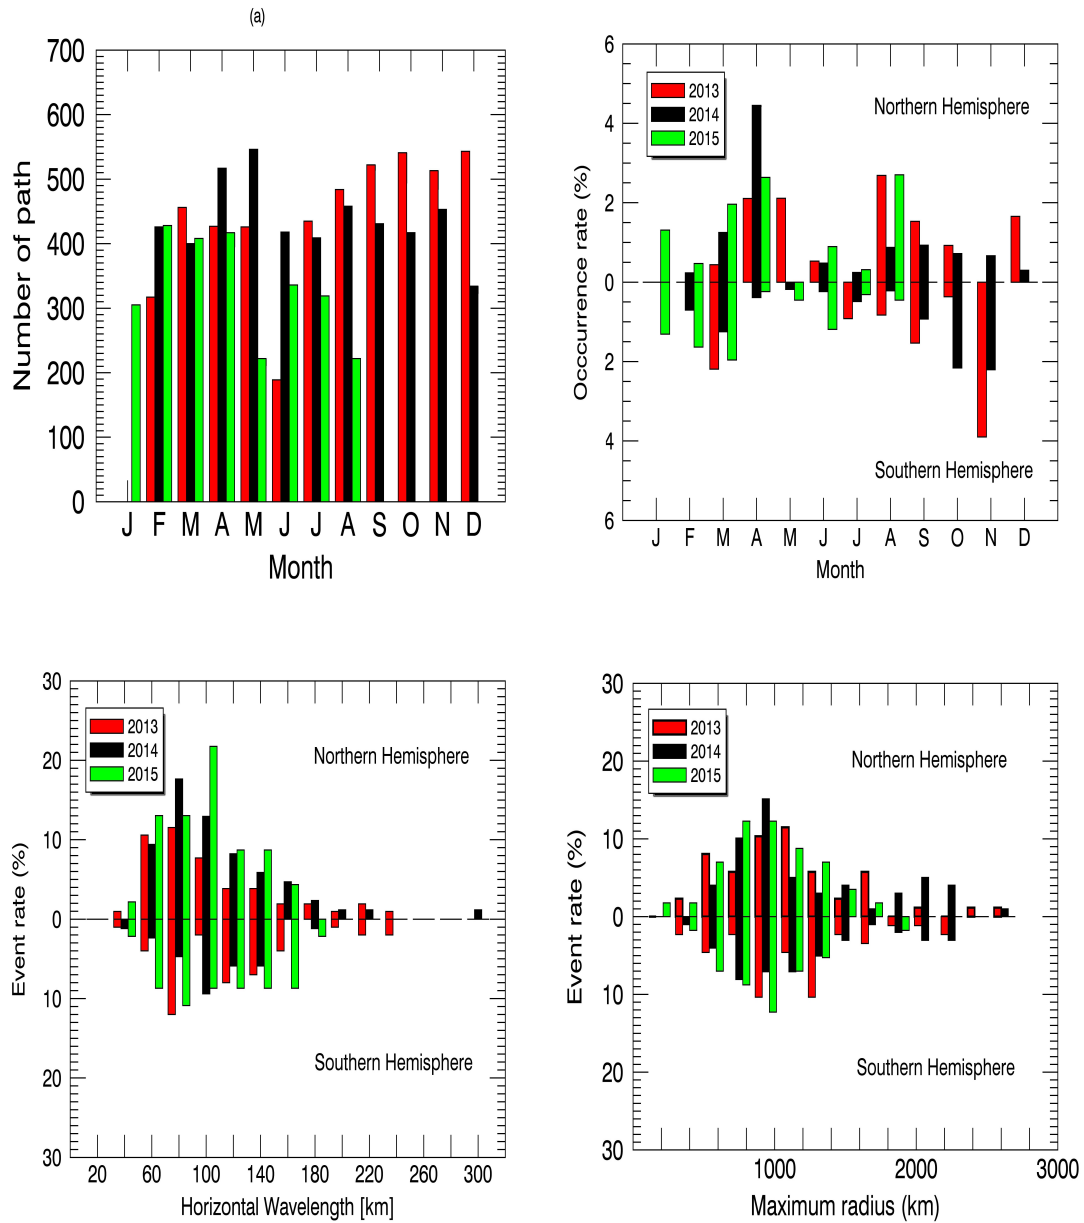 (a)
700
600
500
400
300
200
100
0
Number of path
J F M A M J J A S O N D
Month
6
4
2
0
2
4
6
Occcurrence rate (%)
2013
2014
2015
Northern Hemisphere
Southern Hemisphere
J F M A M J J A S O N D
Month
30
20
10
0
10
20
30
Event rate (%)
2013
2014
2015
Northern Hemisphere
Southern Hemisphere
20 60 100 140 180 220 260 300
Horizontal Wavelength [km]
30
20
10
0
10
20
30
Event rate (%)
2013
2014
2015
Northern Hemisphere
Southern Hemisphere
1000 2000 3000
Maximum radius (km)